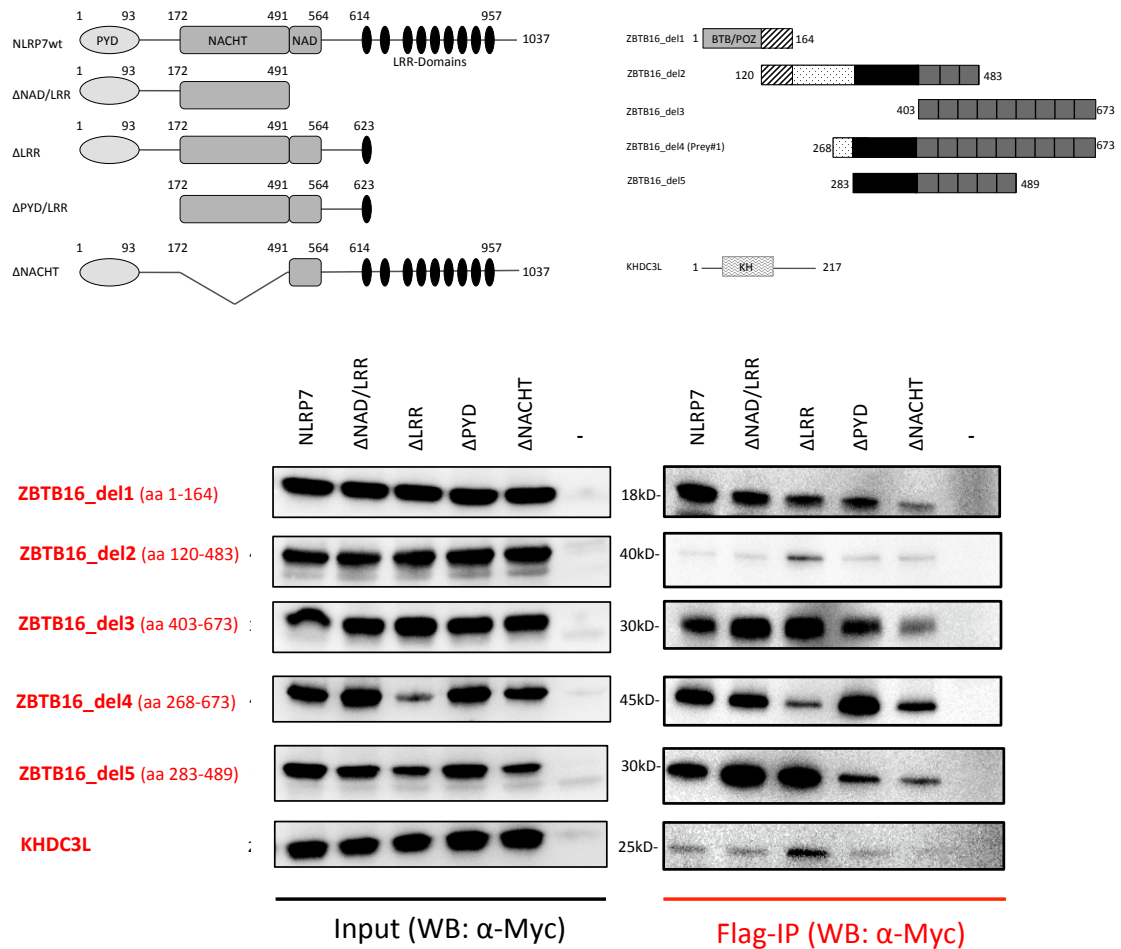 1 93 172 491 564 614 957
NLRP7wt PYD NACHT NAD 1037
LRR-Domains
1 93 172 491
ΔNAD/LRR
1 93 172 491 564 623
ΔLRR
172 491 564 623
ΔPYD/LRR
1 93 172 491 564 614 957
ΔNACHT 1037
ZBTB16_del1 1 BTB/POZ 164
ZBTB16_del2 120 483
ZBTB16_del3 403 673
ZBTB16_del4 (Prey#1) 268 673
ZBTB16_del5 283 489
KHDC3L 1 KH 217
NLRP7 ΔNAD/LRR ΔLRR ΔPYD ΔNACHT -
NLRP7 ΔNAD/LRR ΔLRR ΔPYD ΔNACHT -
ZBTB16_del1 (aa 1-164) 18kD-
ZBTB16_del2 (aa 120-483) 40kD-
ZBTB16_del3 (aa 403-673) 30kD-
ZBTB16_del4 (aa 268-673) 45kD-
ZBTB16_del5 (aa 283-489) 30kD-
KHDC3L 25kD-
Input (WB: α-Myc)
Flag-IP (WB: α-Myc)